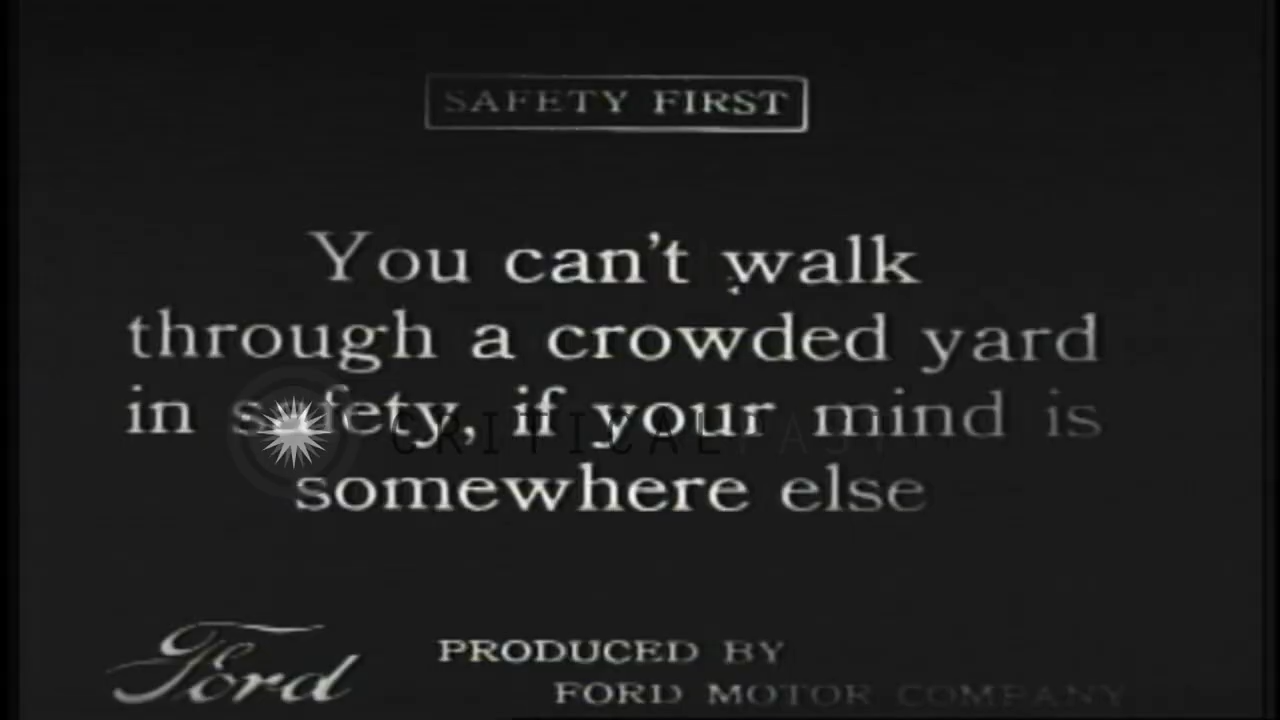 SAFETY FIRST
You can't walk
through a crowded yard
in safety, if your mind is
somewhere else
CRITICALPAST
Ford
PRODUCED BY
FORD MOTOR COMPANY